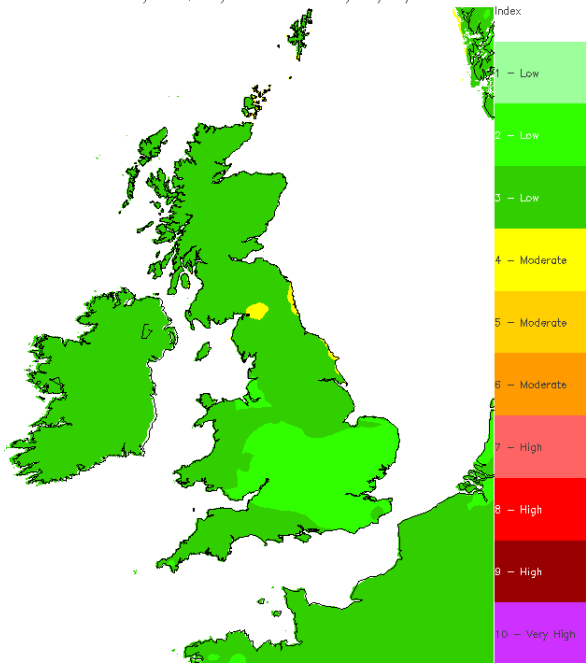 Index
1 – Low
2 – Low
3 – Low
4 – Moderate
5 – Moderate
6 – Moderate
7 – High
8 – High
9 – High
10 – Very High